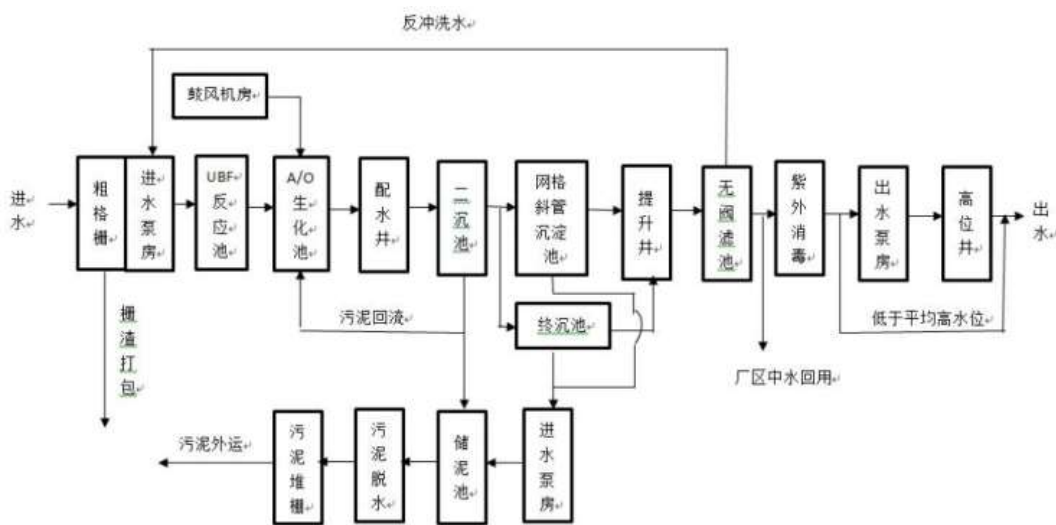 反冲洗水
鼓风机房
进水
粗格栅
进水泵房
UBF反应池
A/O生化池
配水井
二沉池
网格斜管沉淀池
提升井
无阀滤池
紫外消毒
出水泵房
高位井
出水
栅渣打包
污泥回流
终沉池
低于平均高水位
厂区中水回用
污泥外运
污泥堆棚
污泥脱水
储泥池
进水泵房